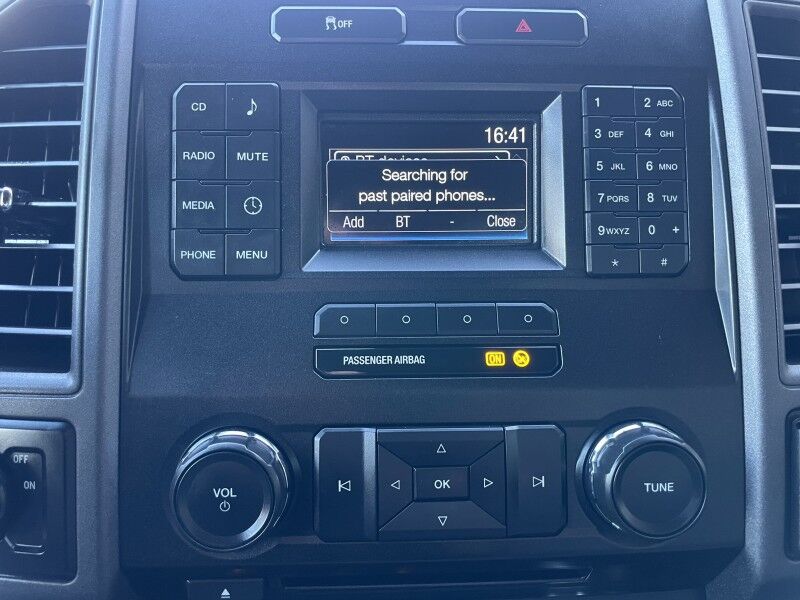 OFF
16:41
BT devices
Searching for
past paired phones...
Add BT - Close
CD
RADIO MUTE
MEDIA
PHONE MENU
1 2 ABC
3 DEF 4 GHI
5 JKL 6 MNO
7 PQRS 8 TUV
9 WXYZ 0 +
* #
PASSENGER AIRBAG ON
OFF
ON
VOL
OK
TUNE